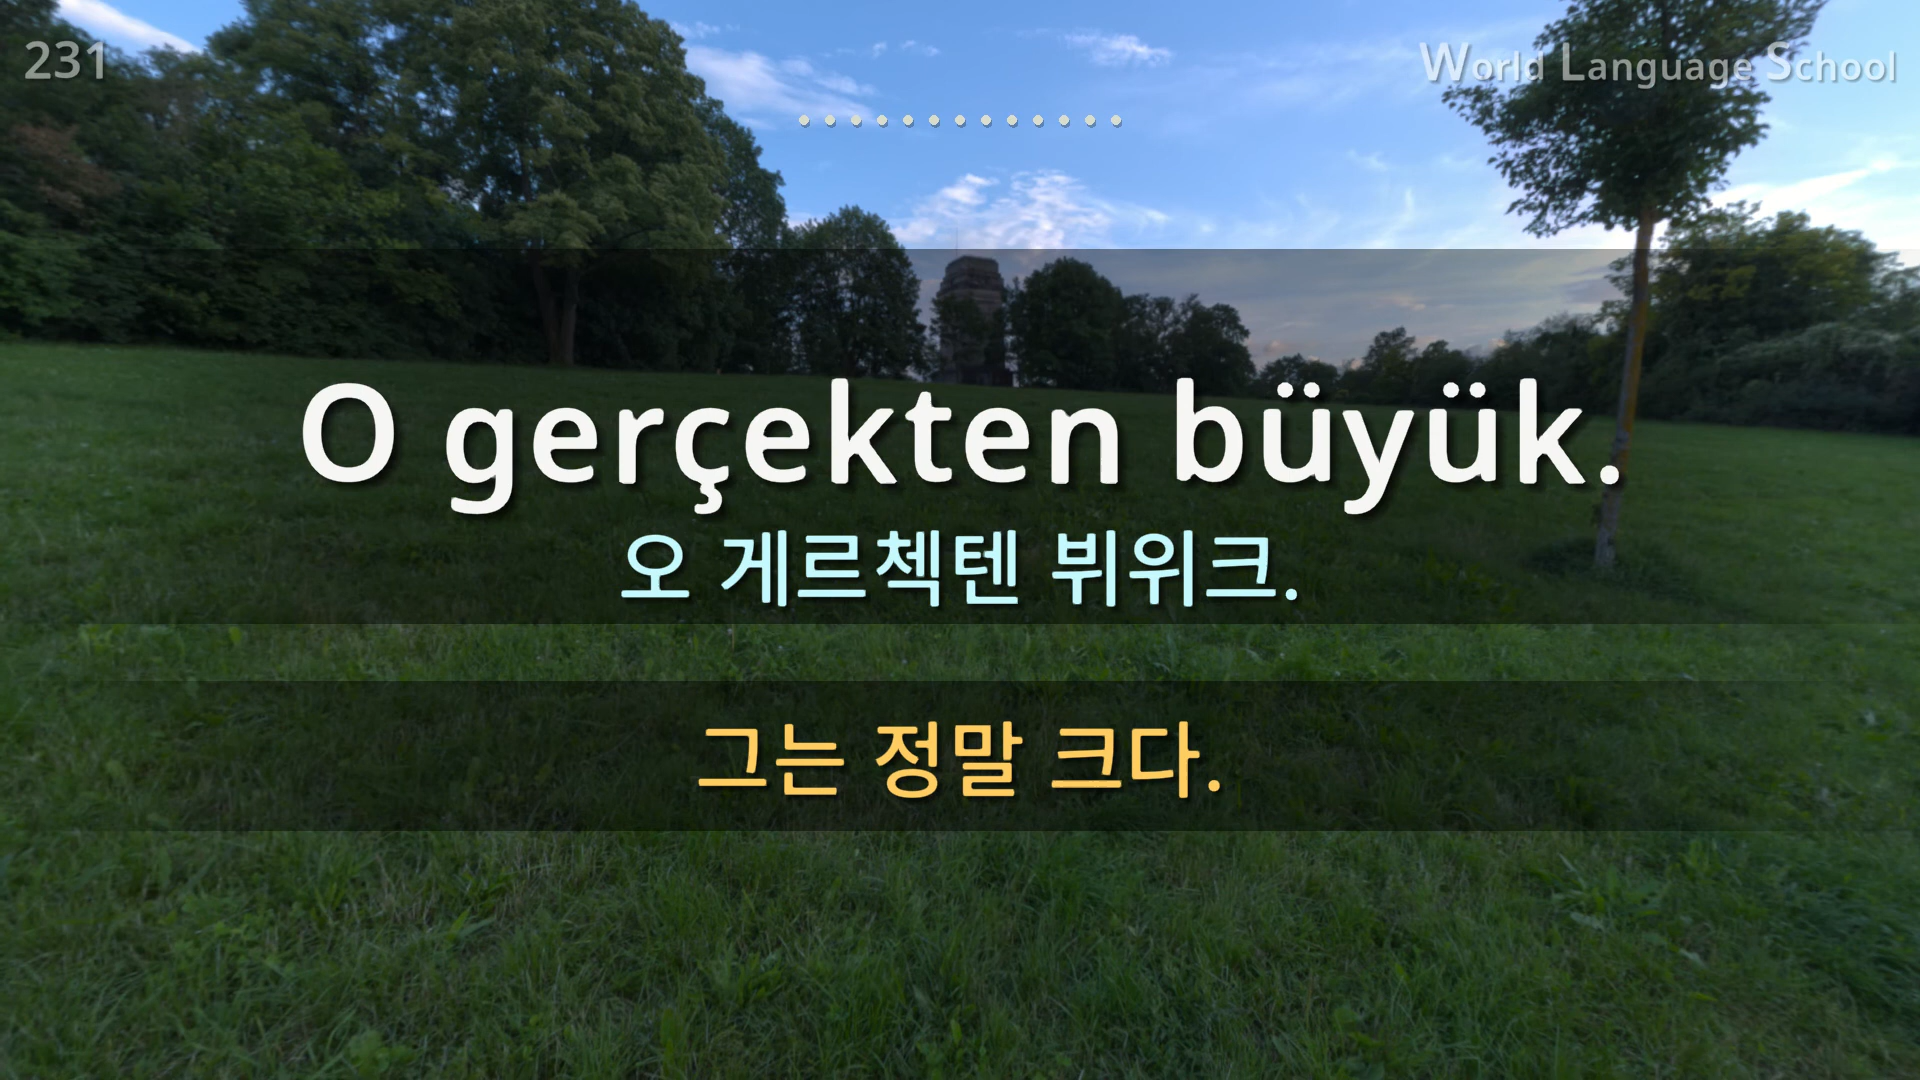 231
World Language School
O gerçekten büyük.
오 게르첵텐 뷔위크.
그는 정말 크다.